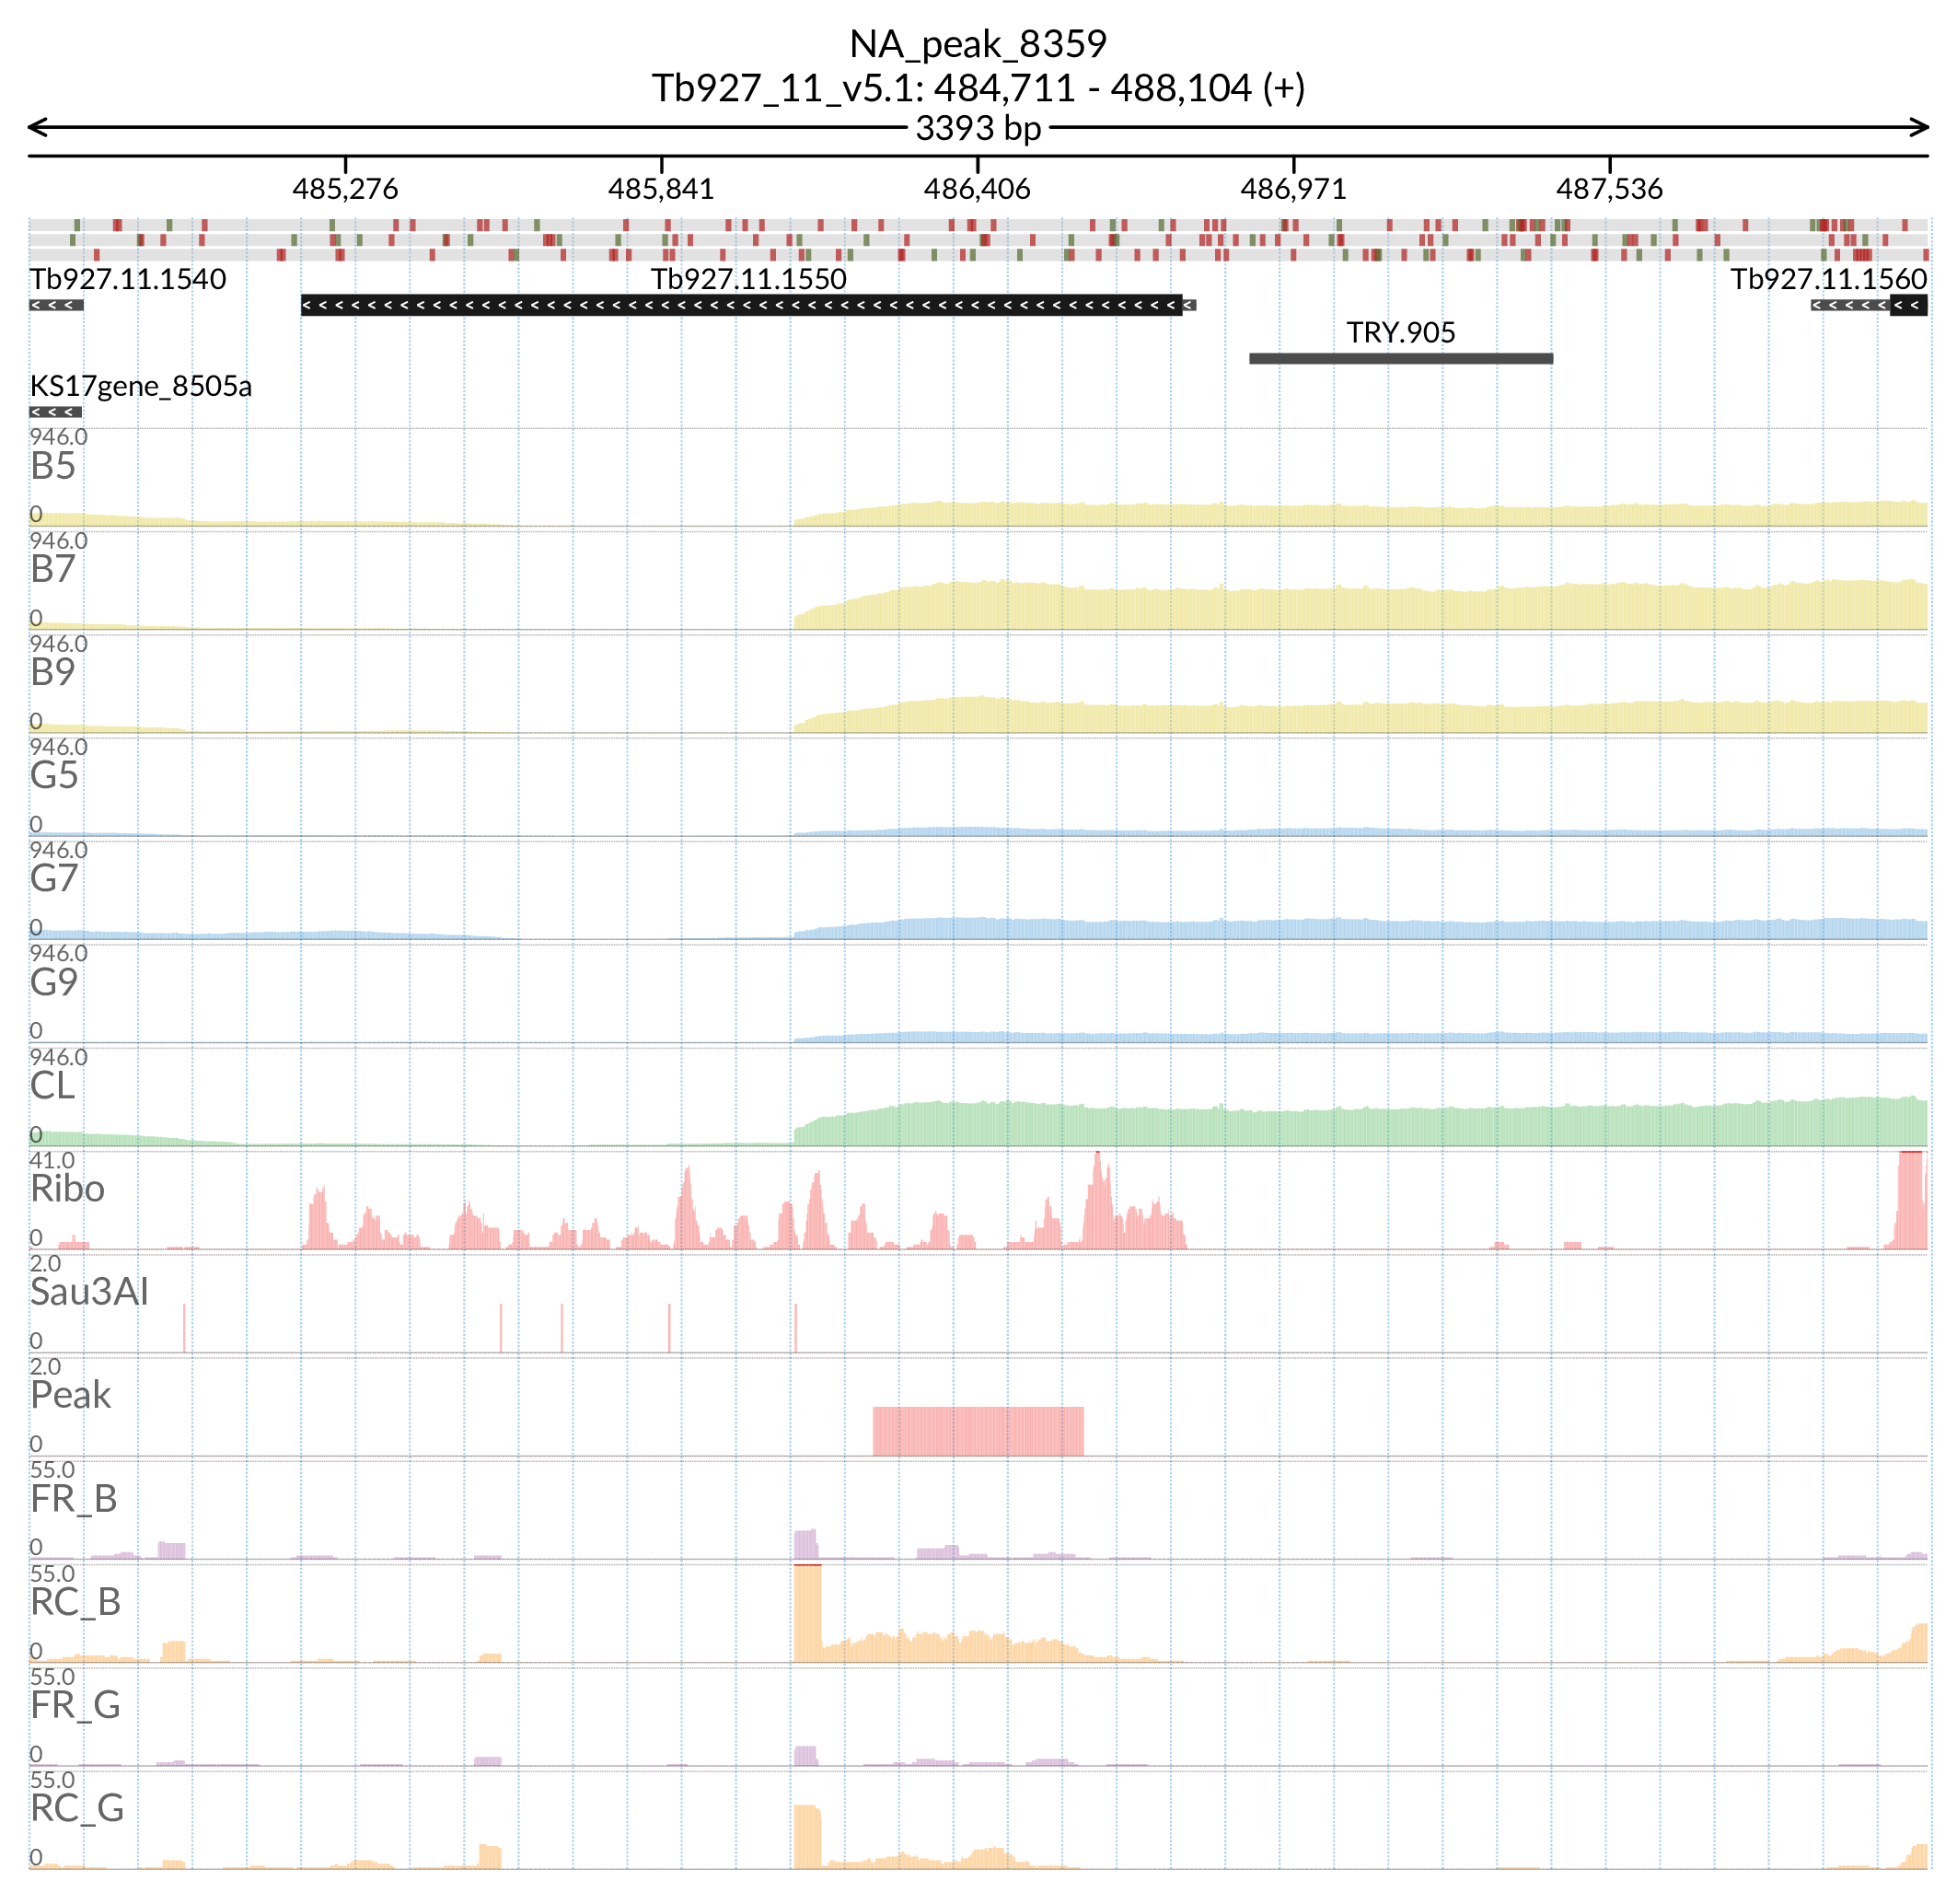 NA_peak_8359
Tb927_11_v5.1: 484,711 - 488,104 (+)
3393 bp
485,276 485,841 486,406 486,971 487,536
Tb927.11.1540 Tb927.11.1550 Tb927.11.1560
TRY.905
KS17gene_8505a
946.0
B5
0
946.0
B7
0
946.0
B9
0
946.0
G5
0
946.0
G7
0
946.0
G9
0
946.0
CL
0
41.0
Ribo
0
2.0
Sau3AI
0
2.0
Peak
0
55.0
FR_B
0
55.0
RC_B
0
55.0
FR_G
0
55.0
RC_G
0